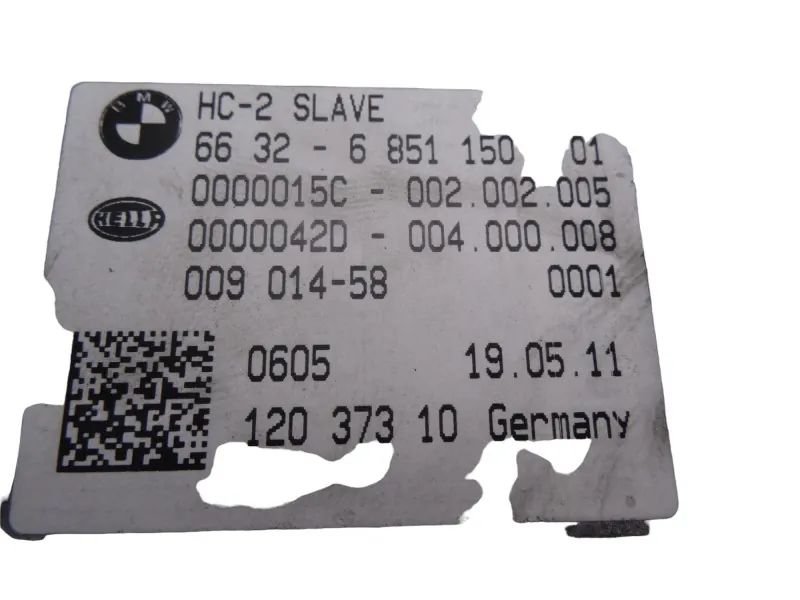 BMW
HC-2 SLAVE
66 32 - 6 851 150 01
0000015C - 002.002.005
HELLA
0000042D - 004.000.008
009 014-58 0001
0605 19.05.11
120 373 10 Germany